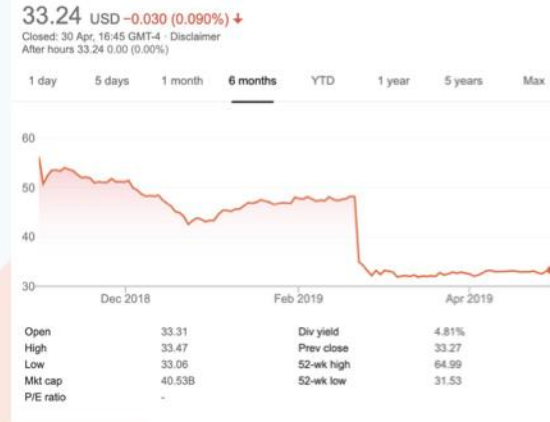 33.24 USD −0.030 (0.090%) ↓
Closed: 30 Apr, 16:45 GMT-4 · Disclaimer
After hours 33.24 0.00 (0.00%)
1 day 5 days 1 month 6 months YTD 1 year 5 years Max
60
50
40
30
Dec 2018 Feb 2019 Apr 2019
Open 33.31 Div yield 4.81%
High 33.47 Prev close 33.27
Low 33.06 52-wk high 64.99
Mkt cap 40.53B 52-wk low 31.53
P/E ratio -